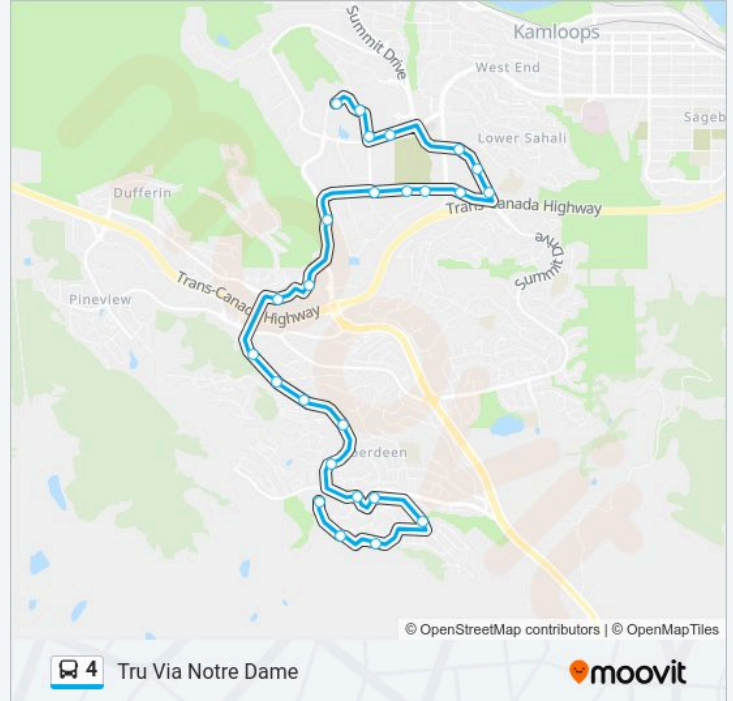 Kamloops
Summit Drive
West End
Sageb
Lower Sahali
Dufferin
Trans-Canada Highway
Summit Drive
Trans-Canada Highway
Pineview
berdeen
© OpenStreetMap contributors | © OpenMapTiles
4 Tru Via Notre Dame
moovit